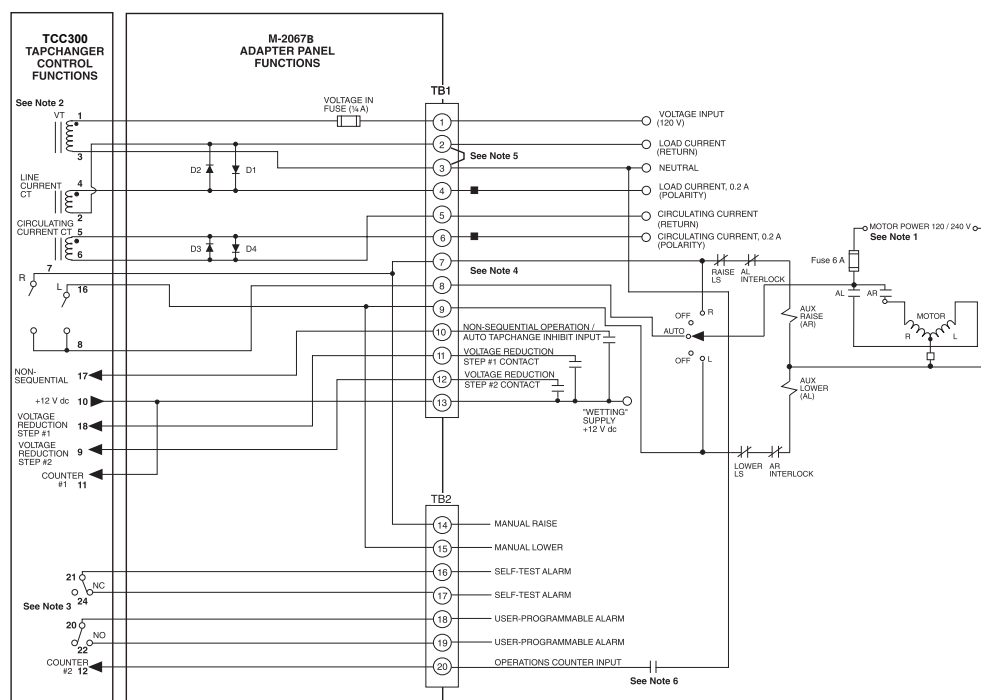 TCC300
TAPCHANGER
CONTROL
FUNCTIONS
M-2067B
ADAPTER PANEL
FUNCTIONS
See Note 2
VT
1
3
LINE
CURRENT
CT
4
2
CIRCULATING
CURRENT CT
5
6
7
R
L
16
8
NON-
SEQUENTIAL
17
+12 V dc
10
VOLTAGE
REDUCTION
STEP #1
18
VOLTAGE
REDUCTION
STEP #2
9
COUNTER
#1
11
21
NC
24
See Note 3
20
NO
22
COUNTER
#2
12
VOLTAGE IN
FUSE (¼ A)
D2
D1
D3
D4
TB1
1
2
3
4
5
6
7
8
9
10
11
12
13
TB2
14
15
16
17
18
19
20
VOLTAGE INPUT
(120 V)
LOAD CURRENT
(RETURN)
See Note 5
NEUTRAL
LOAD CURRENT, 0.2 A
(POLARITY)
CIRCULATING CURRENT
(RETURN)
CIRCULATING CURRENT, 0.2 A
(POLARITY)
See Note 4
NON-SEQUENTIAL OPERATION /
AUTO TAPCHANGE INHIBIT INPUT
VOLTAGE REDUCTION
STEP #1 CONTACT
VOLTAGE REDUCTION
STEP #2 CONTACT
"WETTING"
SUPPLY
+12 V dc
MANUAL RAISE
MANUAL LOWER
SELF-TEST ALARM
SELF-TEST ALARM
USER-PROGRAMMABLE ALARM
USER-PROGRAMMABLE ALARM
OPERATIONS COUNTER INPUT
See Note 6
RAISE
LS
AL
INTERLOCK
OFF
R
AUTO
OFF
L
AUX
RAISE
(AR)
AUX
LOWER
(AL)
LOWER
LS
AR
INTERLOCK
MOTOR POWER 120 / 240 V
See Note 1
Fuse 6 A
AL
AR
MOTOR
R
L